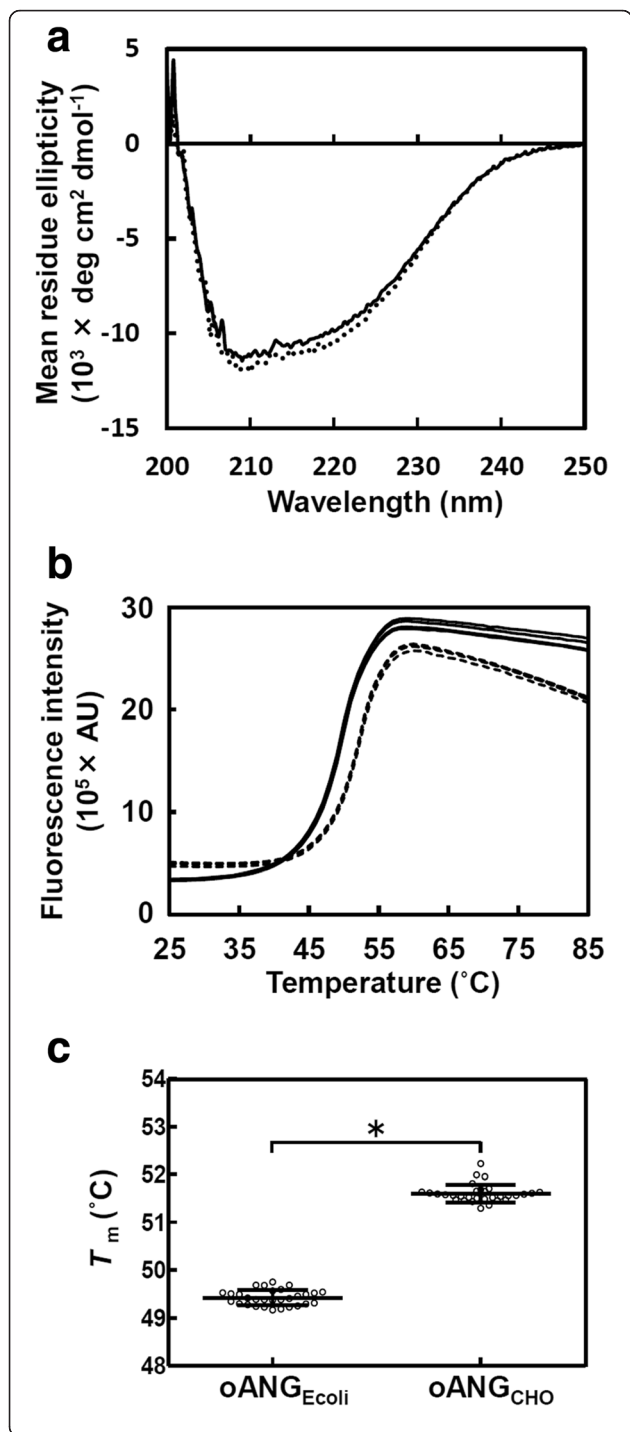 a
Mean residue ellipticity
(10³ × deg cm² dmol⁻¹)
5
0
-5
-10
-15
200 210 220 230 240 250
Wavelength (nm)
b
Fluorescence intensity
(10⁵ × AU)
30
20
10
0
25 35 45 55 65 75 85
Temperature (˚C)
c
Tm (˚C)
54
53
52
51
50
49
48
*
oANGEcoli oANGCHO